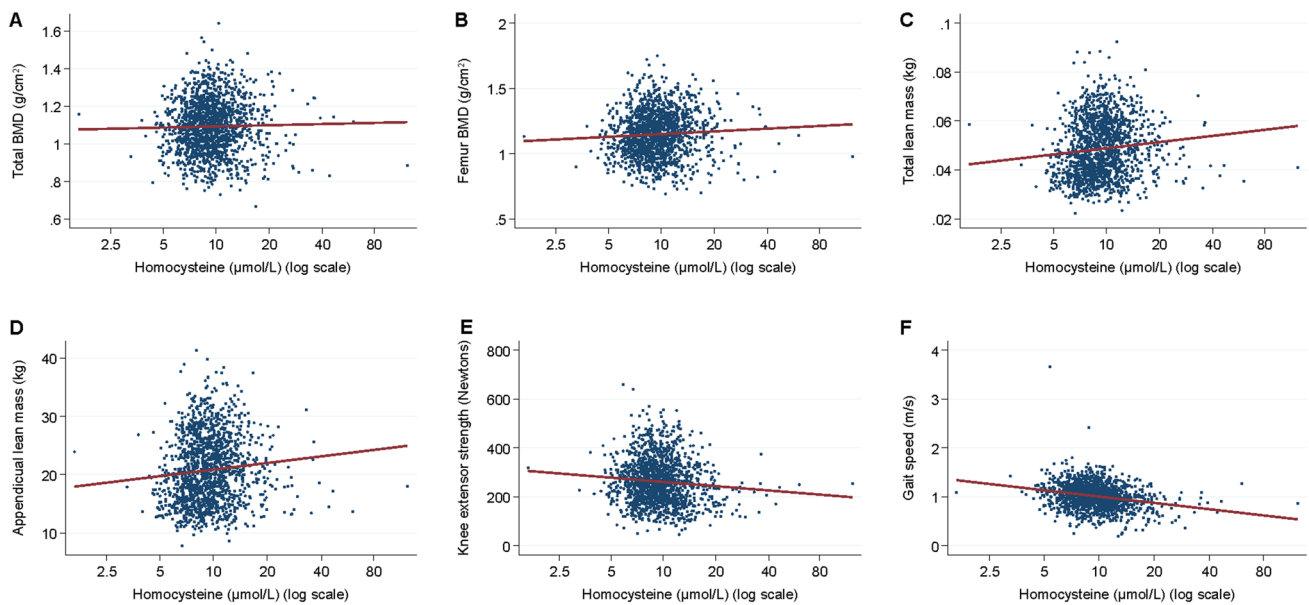 A
Total BMD (g/cm²)
1.6
1.4
1.2
1
.8
.6
2.5 5 10 20 40 80
Homocysteine (µmol/L) (log scale)
B
Femur BMD (g/cm²)
2
1.5
1
.5
2.5 5 10 20 40 80
Homocysteine (µmol/L) (log scale)
C
Total lean mass (kg)
.1
.08
.06
.04
.02
2.5 5 10 20 40 80
Homocysteine (µmol/L) (log scale)
D
Appendicual lean mass (kg)
40
30
20
10
2.5 5 10 20 40 80
Homocysteine (µmol/L) (log scale)
E
Knee extensor strength (Newtons)
800
600
400
200
0
2.5 5 10 20 40 80
Homocysteine (µmol/L) (log scale)
F
Gait speed (m/s)
4
3
2
1
0
2.5 5 10 20 40 80
Homocysteine (µmol/L) (log scale)